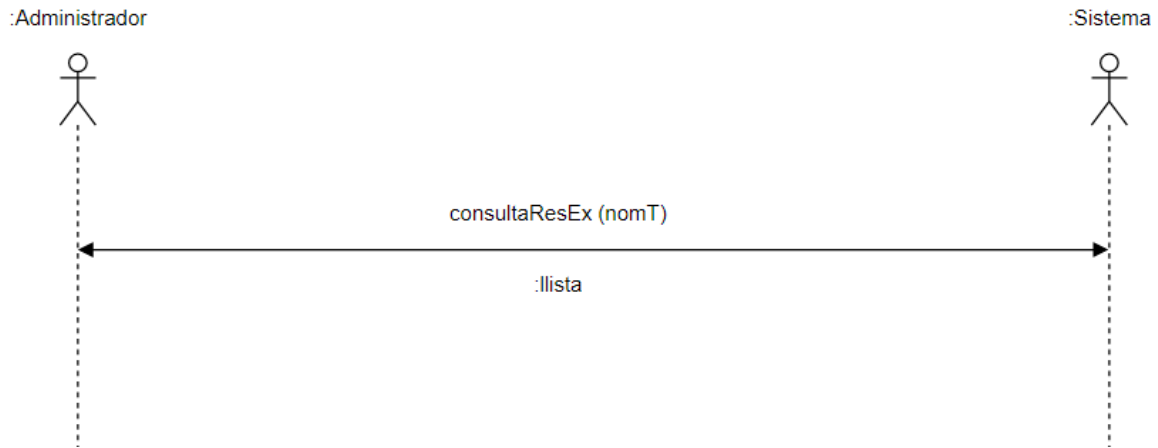 :Administrador
:Sistema
consultaResEx (nomT)
:llista